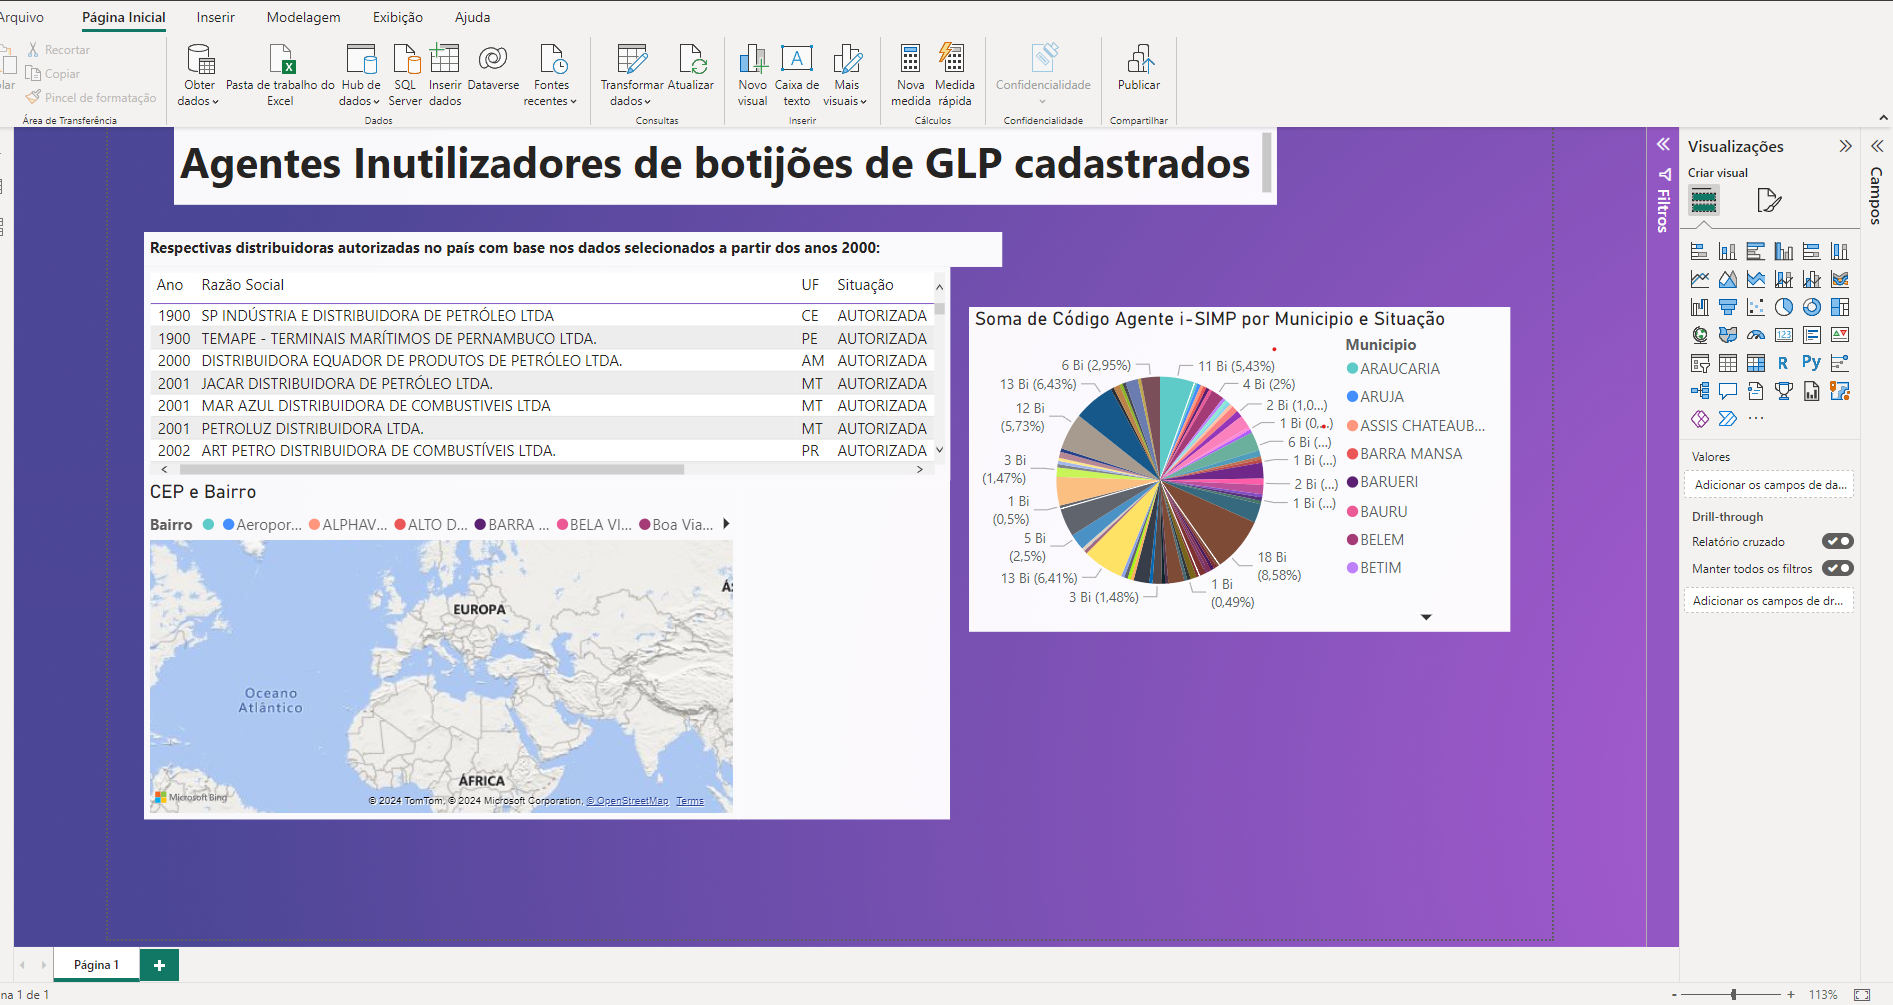 Arquivo Página Inicial Inserir Modelagem Exibição Ajuda
Recortar
Copiar
Pincel de formatação
Área de Transferência
Obter dados
Pasta de trabalho do Excel
Hub de dados
SQL Server
Inserir dados
Dataverse
Fontes recentes
Dados
Transformar dados
Atualizar
Consultas
Novo visual
Caixa de texto
Mais visuais
Inserir
Nova medida
Medida rápida
Cálculos
Confidencialidade
Confidencialidade
Publicar
Compartilhar
Agentes Inutilizadores de botijões de GLP cadastrados
Respectivas distribuidoras autorizadas no país com base nos dados selecionados a partir dos anos 2000:
Ano Razão Social UF Situação
1900 SP INDÚSTRIA E DISTRIBUIDORA DE PETRÓLEO LTDA CE AUTORIZADA
1900 TEMAPE - TERMINAIS MARÍTIMOS DE PERNAMBUCO LTDA. PE AUTORIZADA
2000 DISTRIBUIDORA EQUADOR DE PRODUTOS DE PETRÓLEO LTDA. AM AUTORIZADA
2001 JACAR DISTRIBUIDORA DE PETRÓLEO LTDA. MT AUTORIZADA
2001 MAR AZUL DISTRIBUIDORA DE COMBUSTIVEIS LTDA MT AUTORIZADA
2001 PETROLUZ DISTRIBUIDORA LTDA. MT AUTORIZADA
2002 ART PETRO DISTRIBUIDORA DE COMBUSTÍVEIS LTDA. PR AUTORIZADA
CEP e Bairro
Bairro Aeropor... ALPHAV... ALTO D... BARRA ... BELA VI... Boa Via...
EUROPA
Oceano
Atlântico
ÁFRICA
Microsoft Bing
© 2024 TomTom, © 2024 Microsoft Corporation, © OpenStreetMap Terms
Soma de Código Agente i-SIMP por Municipio e Situação
6 Bi (2,95%)
13 Bi (6,43%)
12 Bi
(5,73%)
3 Bi
(1,47%)
1 Bi
(0,5%)
5 Bi
(2,5%)
13 Bi (6,41%)
3 Bi (1,48%)
11 Bi (5,43%)
4 Bi (2%)
2 Bi (1,0...)
1 Bi (0,...)
6 Bi (...)
1 Bi (...)
2 Bi (...)
1 Bi (...)
18 Bi
(8,58%)
1 Bi
(0,49%)
Municipio
ARAUCARIA
ARUJA
ASSIS CHATEAUB...
BARRA MANSA
BARUERI
BAURU
BELEM
BETIM
Filtros
Visualizações
Criar visual
123
R
Py
Valores
Adicionar os campos de da...
Drill-through
Relatório cruzado
Manter todos os filtros
Adicionar os campos de dr...
Campos
Página 1
na 1 de 1
- + 113%